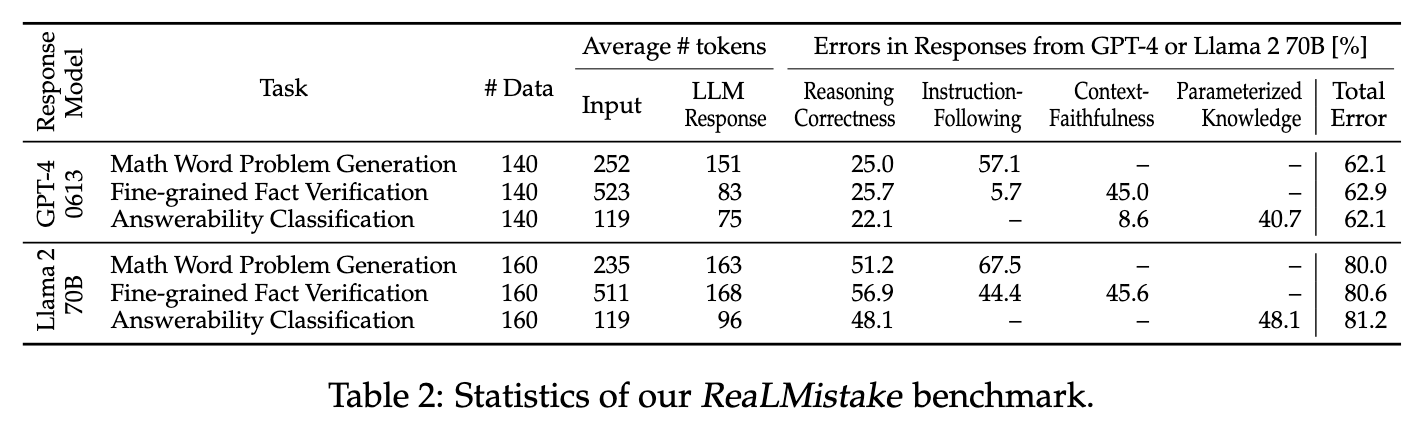 Response Model Task # Data Average # tokens Errors in Responses from GPT-4 or Llama 2 70B [%]
Input LLM Response Reasoning Correctness Instruction-Following Context-Faithfulness Parameterized Knowledge Total Error
GPT-4 0613
Math Word Problem Generation 140 252 151 25.0 57.1 – – 62.1
Fine-grained Fact Verification 140 523 83 25.7 5.7 45.0 – 62.9
Answerability Classification 140 119 75 22.1 – 8.6 40.7 62.1
Llama 2 70B
Math Word Problem Generation 160 235 163 51.2 67.5 – – 80.0
Fine-grained Fact Verification 160 511 168 56.9 44.4 45.6 – 80.6
Answerability Classification 160 119 96 48.1 – – 48.1 81.2
Table 2: Statistics of our ReaLMistake benchmark.